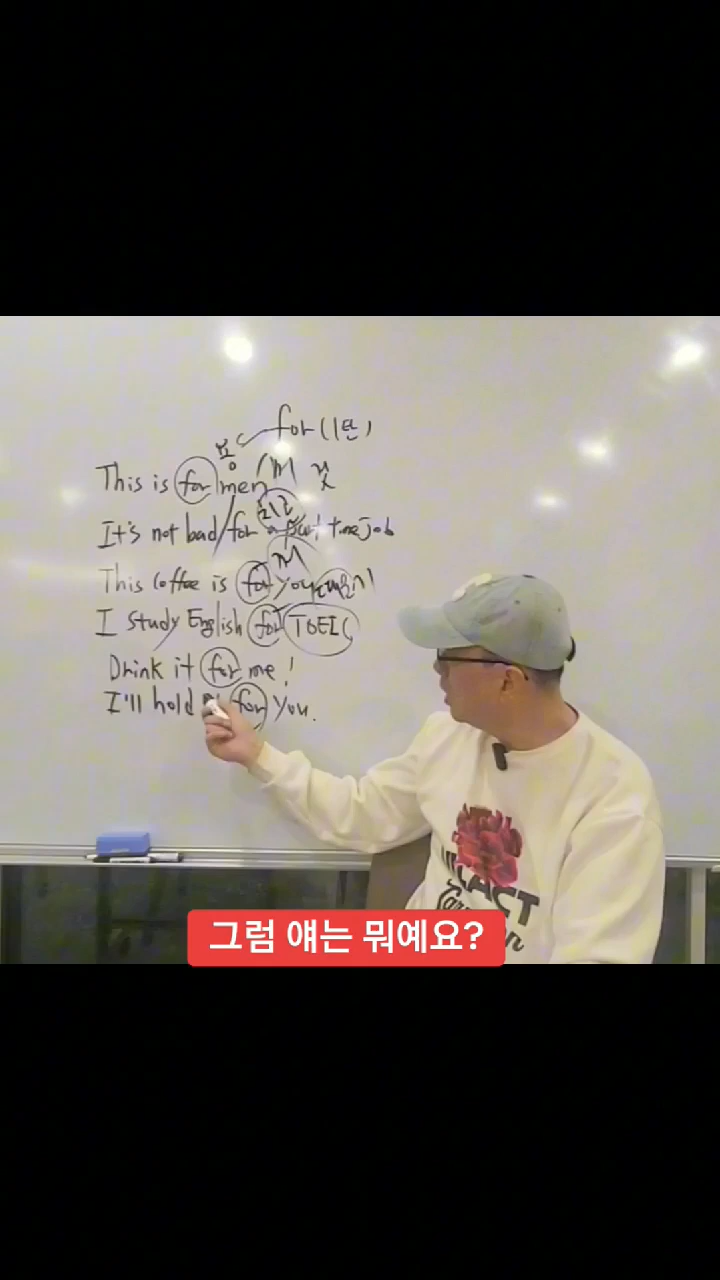 for (1탄)
용
This is for men
것
It's not bad for a part time job
This coffee is for you
I study English for TOEIC
Drink it for me!
I'll hold for you.
그럼 얘는 뭐예요?